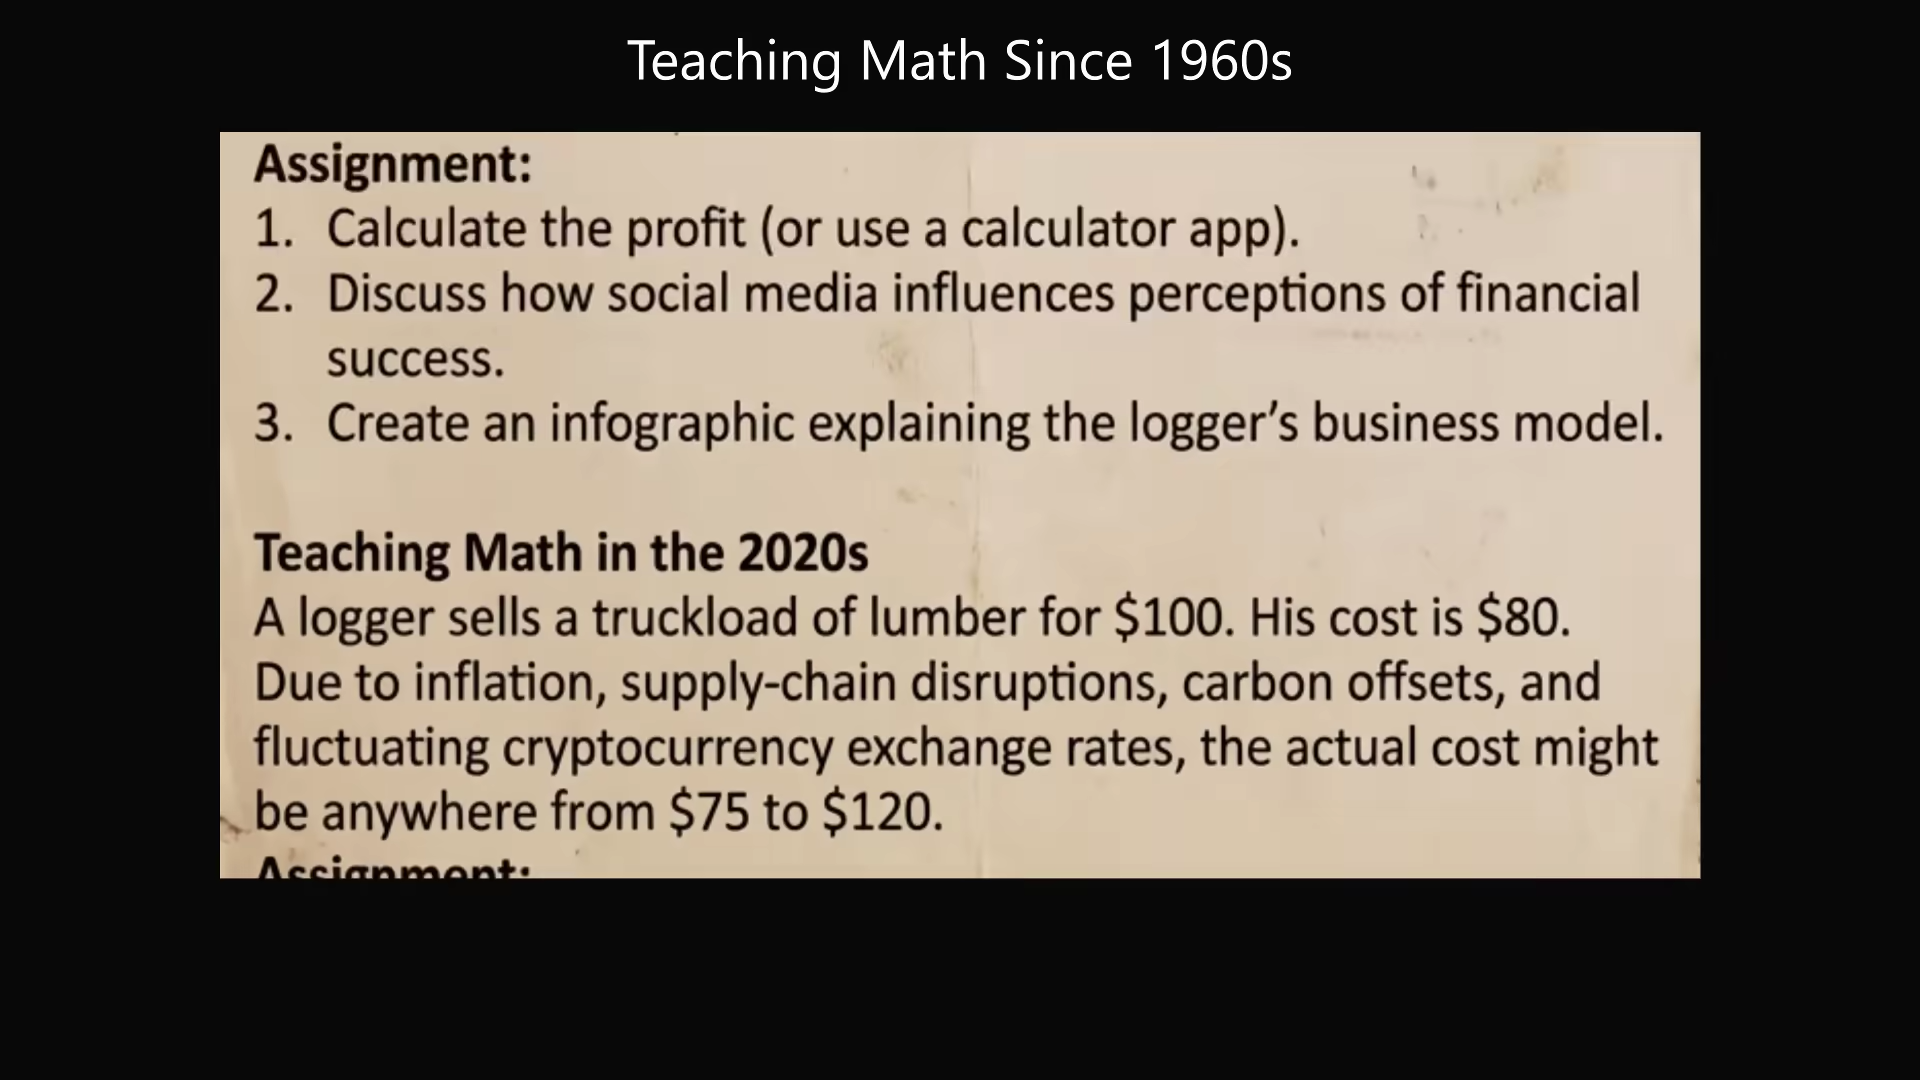 Teaching Math Since 1960s
Assignment:
1. Calculate the profit (or use a calculator app).
2. Discuss how social media influences perceptions of financial
success.
3. Create an infographic explaining the logger’s business model.
Teaching Math in the 2020s
A logger sells a truckload of lumber for $100. His cost is $80.
Due to inflation, supply-chain disruptions, carbon offsets, and
fluctuating cryptocurrency exchange rates, the actual cost might
be anywhere from $75 to $120.
Assignment: